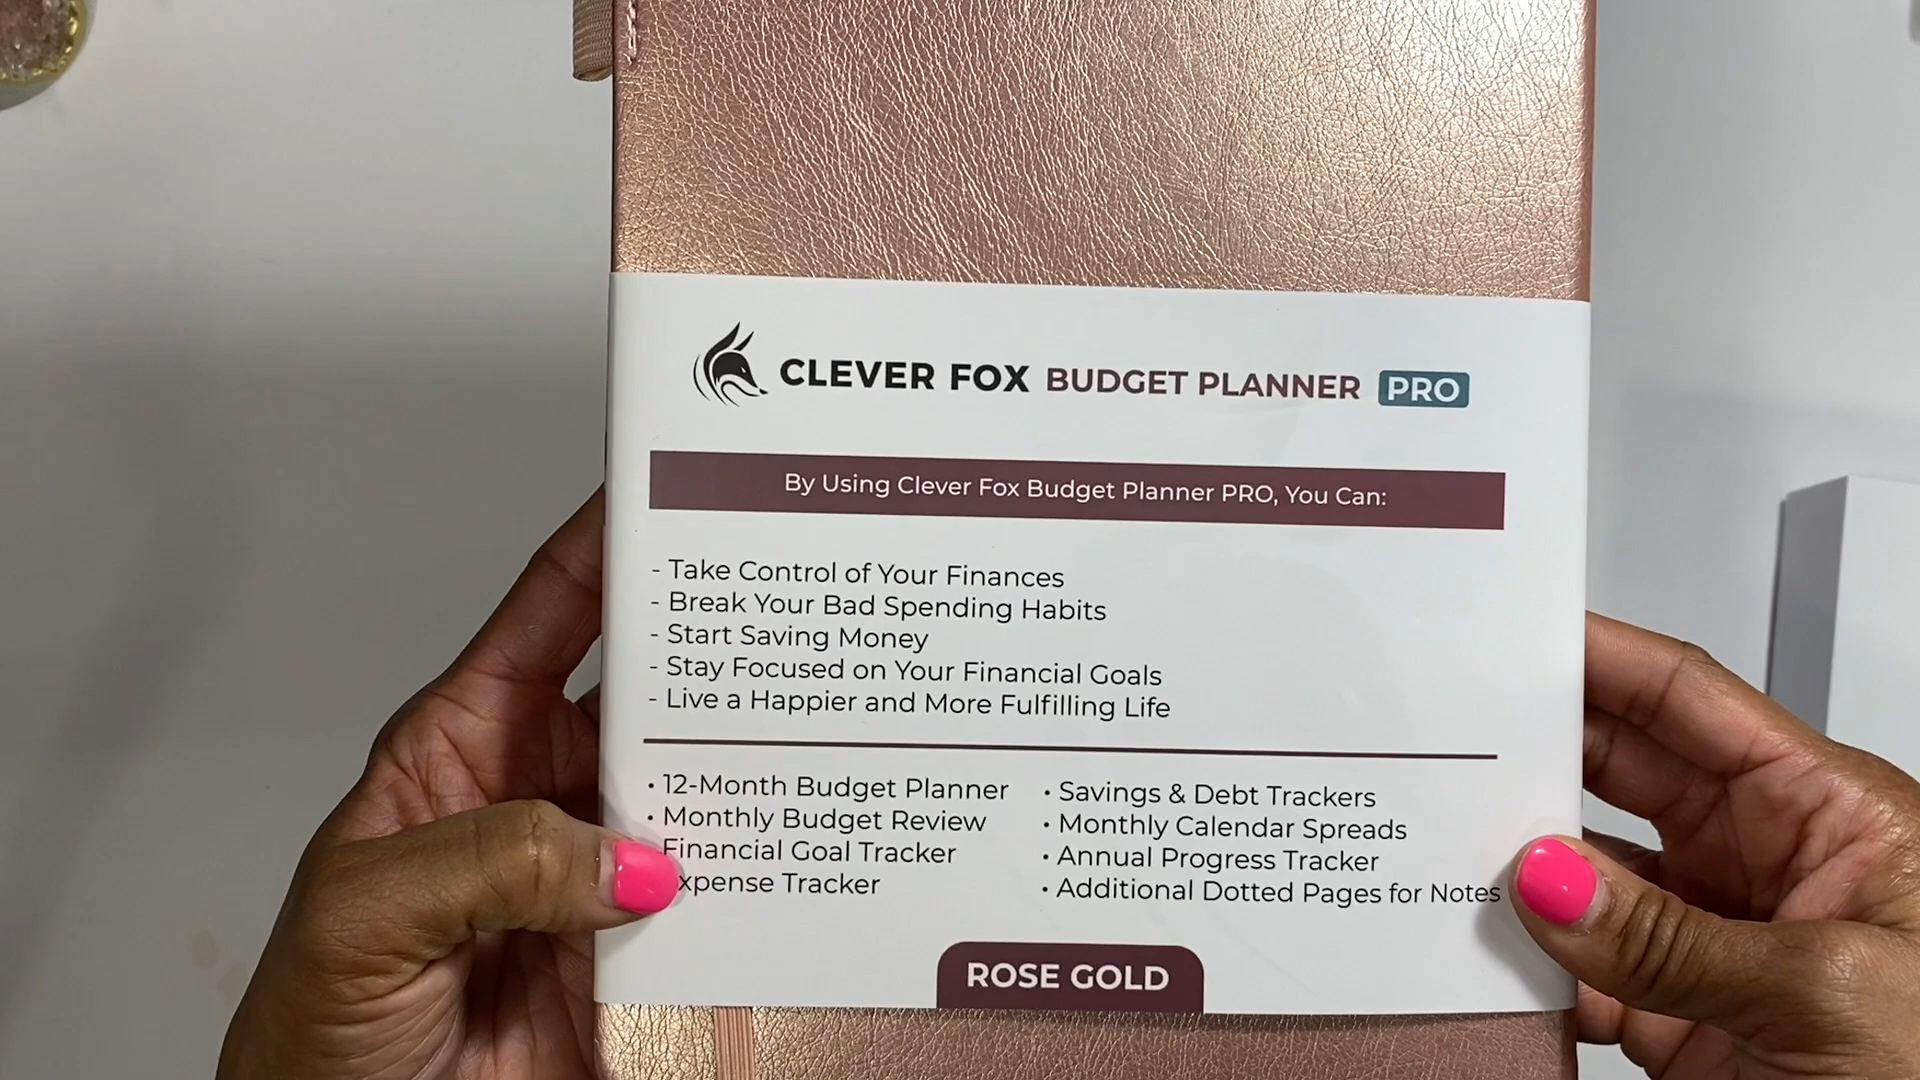 CLEVER FOX BUDGET PLANNER PRO
By Using Clever Fox Budget Planner PRO, You Can:
- Take Control of Your Finances
- Break Your Bad Spending Habits
- Start Saving Money
- Stay Focused on Your Financial Goals
- Live a Happier and More Fulfilling Life
• 12-Month Budget Planner
• Monthly Budget Review
Financial Goal Tracker
xpense Tracker
• Savings & Debt Trackers
• Monthly Calendar Spreads
• Annual Progress Tracker
• Additional Dotted Pages for Notes
ROSE GOLD